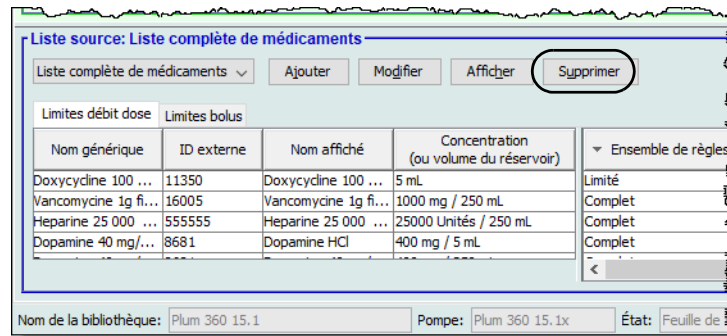 Liste source: Liste complète de médicaments
Liste complète de médicaments Ajouter Modifier Afficher Supprimer
Limites débit dose Limites bolus
Nom générique ID externe Nom affiché Concentration (ou volume du réservoir) Ensemble de règles
Doxycycline 100 ... 11350 Doxycycline 100 ... 5 mL Limité
Vancomycine 1g fi... 16005 Vancomycine 1g fi... 1000 mg / 250 mL Complet
Heparine 25 000 ... 555555 Heparine 25 000 ... 25000 Unités / 250 mL Complet
Dopamine 40 mg/... 8681 Dopamine HCl 400 mg / 5 mL Complet
Nom de la bibliothèque: Plum 360 15.1 Pompe: Plum 360 15.1x État: Feuille de